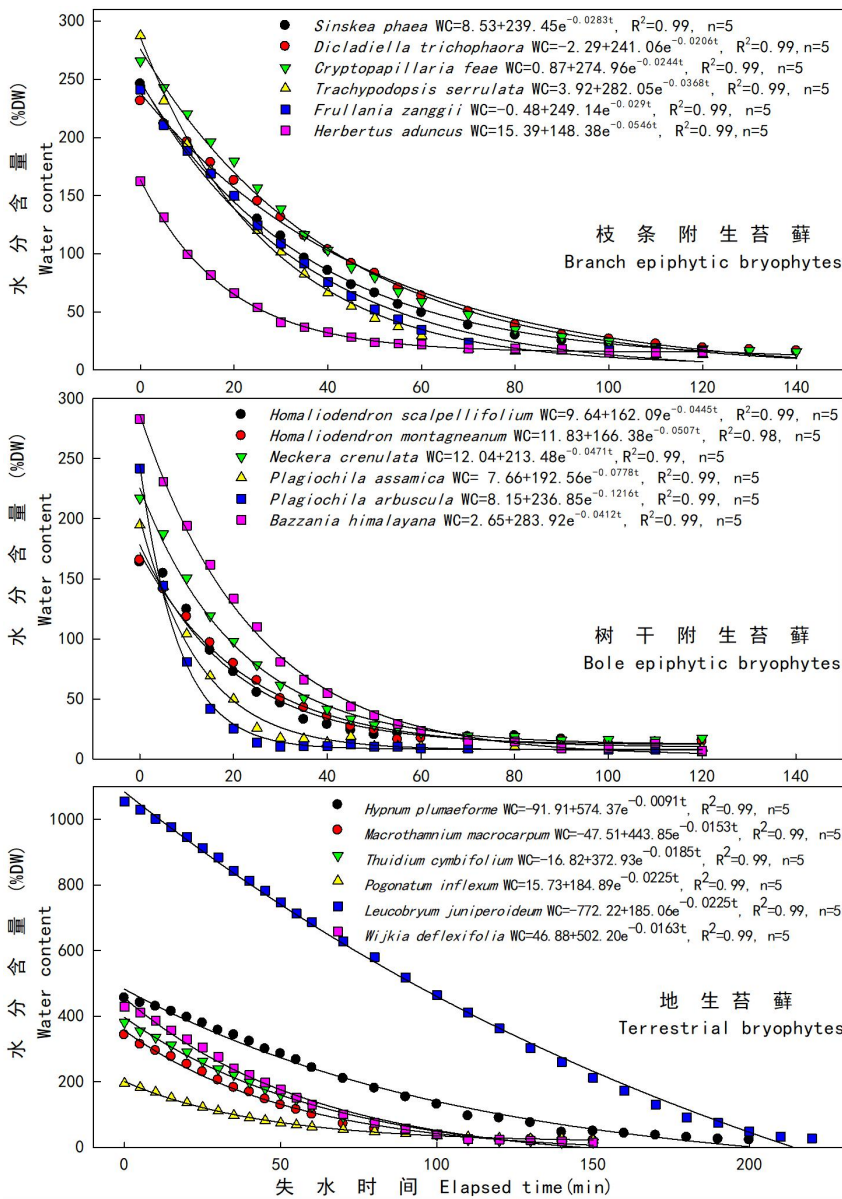 Sinskea phaea WC=8.53+239.45e^-0.0283t, R²=0.99, n=5
Dicladiella trichophaora WC=-2.29+241.06e^-0.0206t, R²=0.99, n=5
Cryptopapillaria feae WC=0.87+274.96e^-0.0244t, R²=0.99, n=5
Trachypodopsis serrulata WC=3.92+282.05e^-0.0368t, R²=0.99, n=5
Frullania zanggii WC=-0.48+249.14e^-0.029t, R²=0.99, n=5
Herbertus aduncus WC=15.39+148.38e^-0.0546t, R²=0.99, n=5
300
250
200
150
100
50
0
水分含量 (%DW)
Water content
枝条附生苔藓
Branch epiphytic bryophytes
0 20 40 60 80 100 120 140
Homaliodendron scalpellifolium WC=9.64+162.09e^-0.0445t, R²=0.99, n=5
Homaliodendron montagneanum WC=11.83+166.38e^-0.0507t, R²=0.98, n=5
Neckera crenulata WC=12.04+213.48e^-0.0471t, R²=0.99, n=5
Plagiochila assamica WC= 7.66+192.56e^-0.0778t, R²=0.99, n=5
Plagiochila arbuscula WC=8.15+236.85e^-0.1216t, R²=0.99, n=5
Bazzania himalayana WC=2.65+283.92e^-0.0412t, R²=0.99, n=5
300
250
200
150
100
50
0
水分含量 (%DW)
Water content
树干附生苔藓
Bole epiphytic bryophytes
0 20 40 60 80 100 120 140
Hypnum plumaeforme WC=-91.91+574.37e^-0.0091t, R²=0.99, n=5
Macrothamnium macrocarpum WC=-47.51+443.85e^-0.0153t, R²=0.99, n=5
Thuidium cymbifolium WC=-16.82+372.93e^-0.0185t, R²=0.99, n=5
Pogonatum inflexum WC=15.73+184.89e^-0.0225t, R²=0.99, n=5
Leucobryum juniperoideum WC=-772.22+185.06e^-0.0225t, R²=0.99, n=5
Wijkia deflexifolia WC=46.88+502.20e^-0.0163t, R²=0.99, n=5
1000
800
600
400
200
0
水分含量 (%DW)
Water content
地生苔藓
Terrestrial bryophytes
0 50 100 150 200
失水时间 Elapsed time(min)